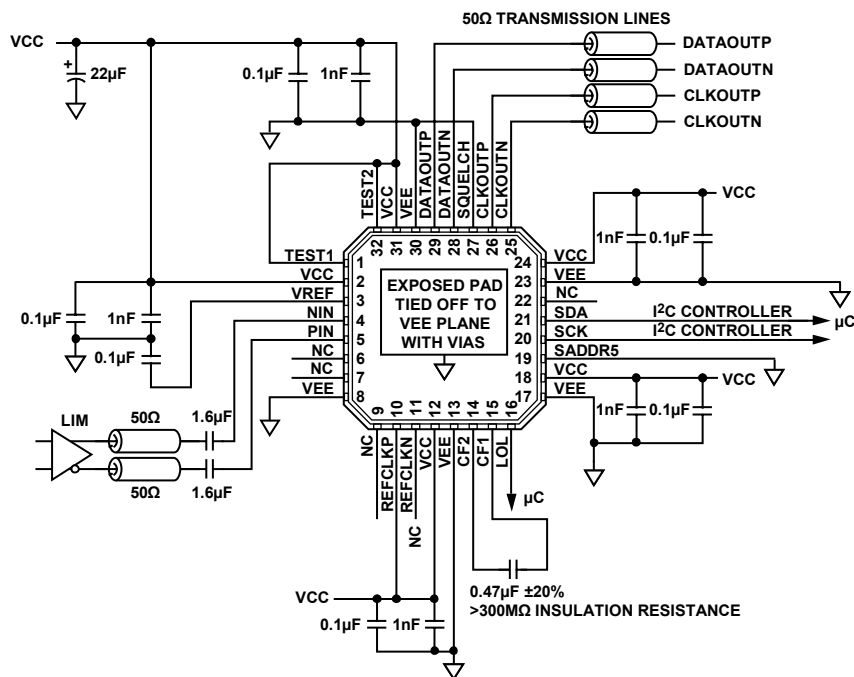 50Ω TRANSMISSION LINES
VCC
DATAOUTP
DATAOUTN
CLKOUTP
CLKOUTN
+
22µF
0.1µF
1nF
TEST2
VCC
VEE
DATAOUTP
DATAOUTN
SQUELCH
CLKOUTP
CLKOUTN
32
31
30
29
28
27
26
25
TEST1
1
VCC
2
VREF
3
NIN
4
PIN
5
NC
6
NC
7
VEE
8
0.1µF
1nF
0.1µF
EXPOSED PAD
TIED OFF TO
VEE PLANE
WITH VIAS
24
VCC
23
VEE
22
NC
21
SDA
20
SCK
19
SADDR5
18
VCC
17
VEE
VCC
1nF
0.1µF
I2C CONTROLLER
I2C CONTROLLER
µC
VCC
1nF
0.1µF
LIM
50Ω
1.6µF
50Ω
1.6µF
9
10
11
12
13
14
15
16
NC
REFCLKP
REFCLKN
VCC
VEE
CF2
CF1
LOL
NC
µC
0.47µF ±20%
>300MΩ INSULATION RESISTANCE
VCC
0.1µF
1nF